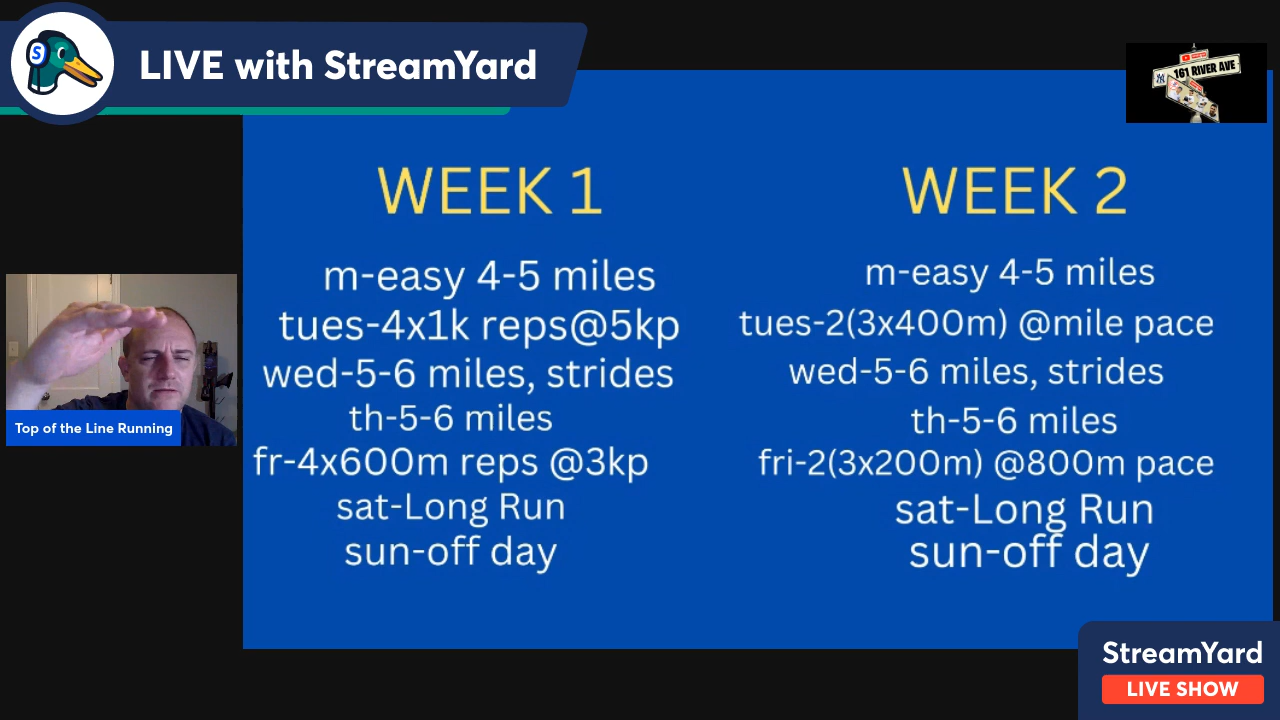 S
LIVE with StreamYard
161 RIVER AVE
WEEK 1
m-easy 4-5 miles
tues-4x1k reps@5kp
wed-5-6 miles, strides
th-5-6 miles
fr-4x600m reps @3kp
sat-Long Run
sun-off day
WEEK 2
m-easy 4-5 miles
tues-2(3x400m) @mile pace
wed-5-6 miles, strides
th-5-6 miles
fri-2(3x200m) @800m pace
sat-Long Run
sun-off day
Top of the Line Running
StreamYard
LIVE SHOW